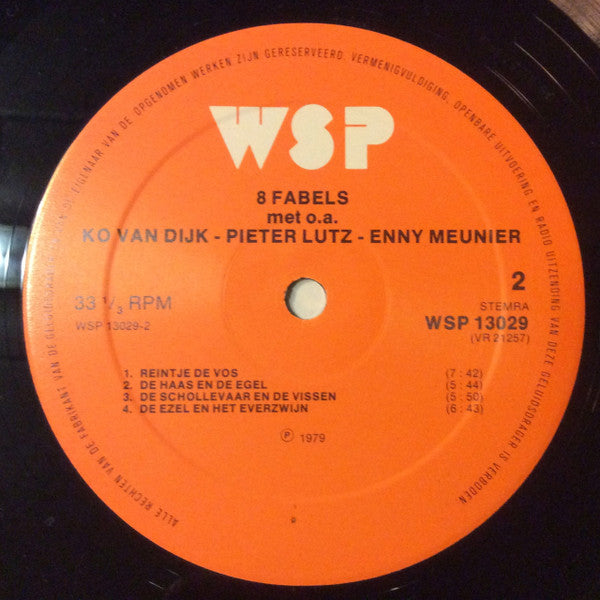 WSP
8 FABELS
met o.a.
KO VAN DIJK - PIETER LUTZ - ENNY MEUNIER
2
33 1/3 RPM
STEMRA
WSP 13029-2
WSP 13029
(VR 21257)
1. REINTJE DE VOS (7 : 42)
2. DE HAAS EN DE EGEL (5 : 44)
3. DE SCHOLLEVAAR EN DE VISSEN (5 : 50)
4. DE EZEL EN HET EVERZWIJN (6 : 43)
Ⓟ 1979
ALLE RECHTEN VAN DE FABRIKANT VAN DE GELUIDSDRAGER EN VAN DE EIGENAAR VAN DE OPGENOMEN WERKEN ZIJN GERESERVEERD. VERMENIGVULDIGING, OPENBARE UITVOERING EN RADIO UITZENDING VAN DEZE GELUIDSDRAGER IS VERBODEN